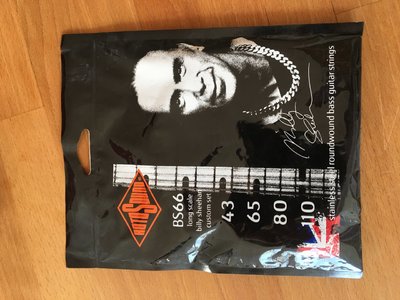 ROTOSOUND
BS66
long scale
billy sheehan
custom set
43
65
80
110
stainless steel roundwound bass guitar strings